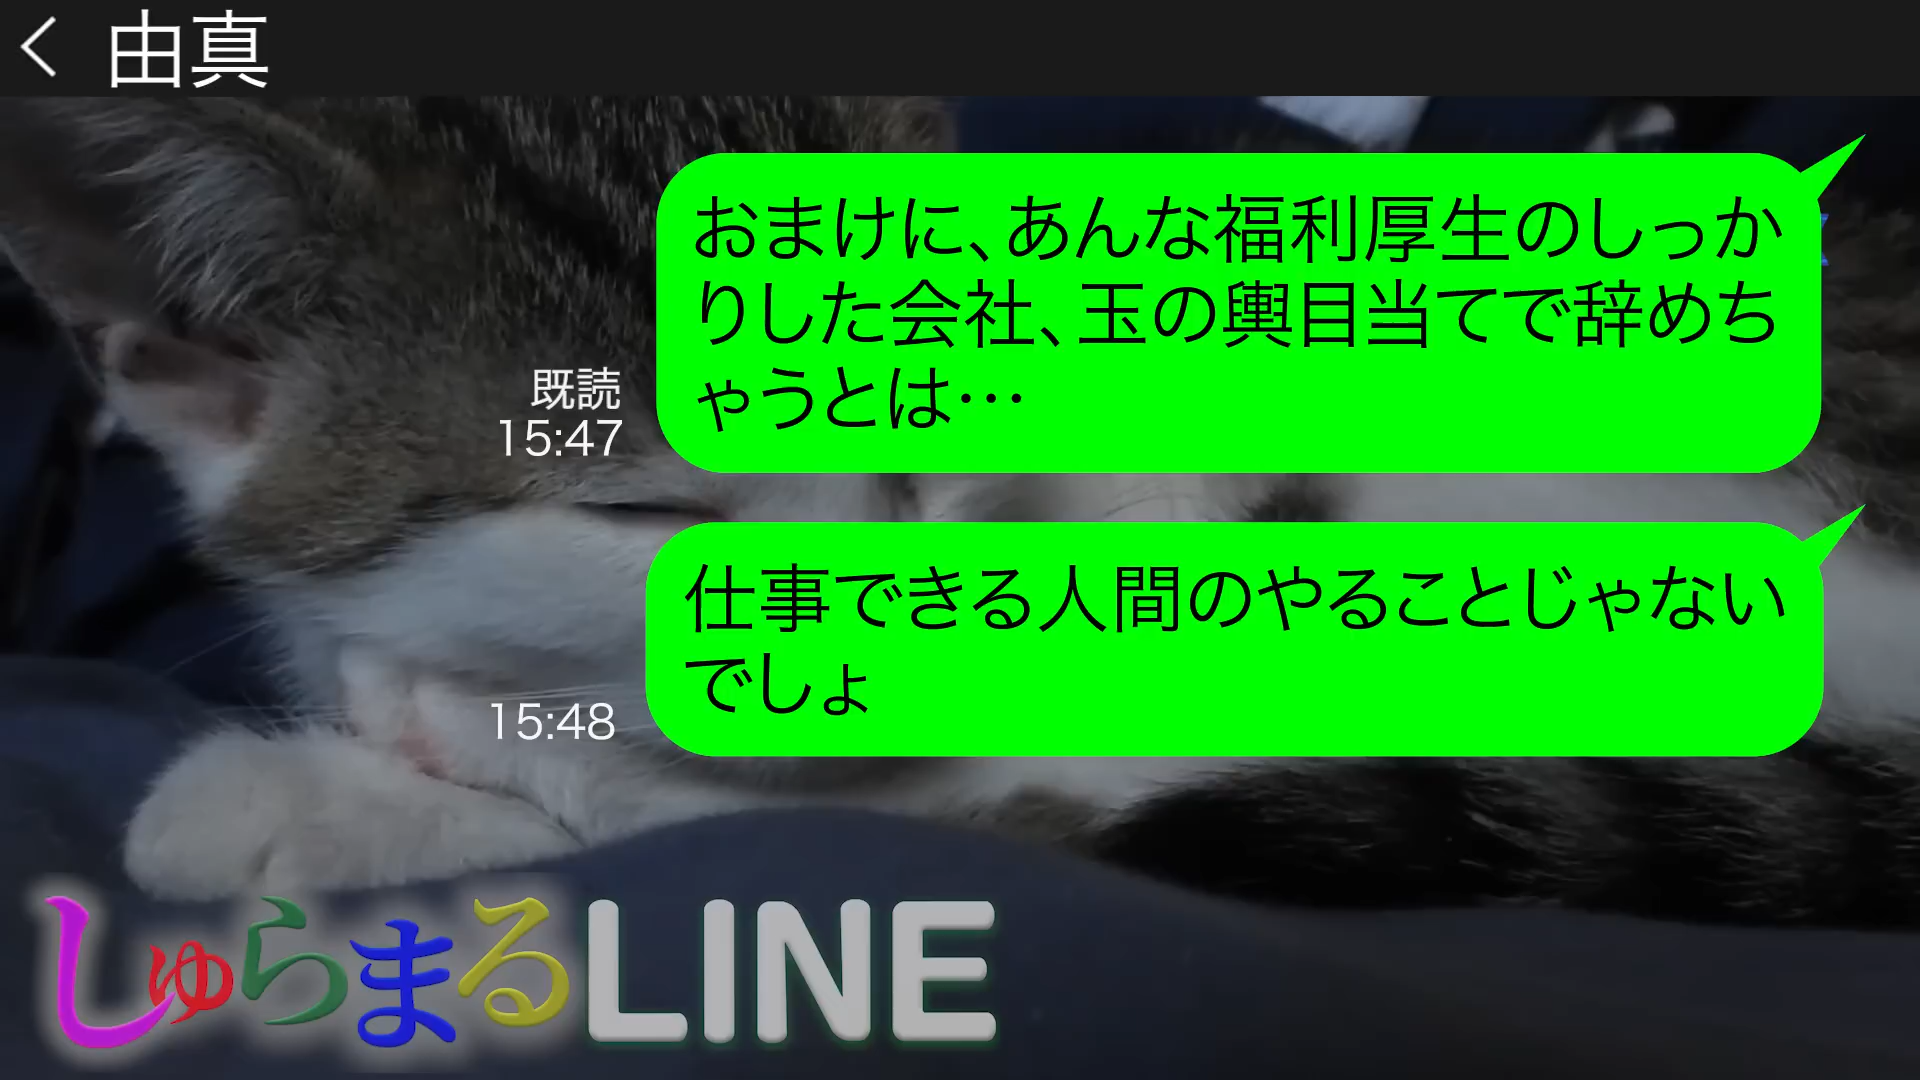 由真
おまけに、あんな福利厚生のしっか
りした会社、玉の輿目当てで辞めち
ゃうとは…
既読
15:47
仕事できる人間のやることじゃない
でしょ
15:48
しゅらまるLINE